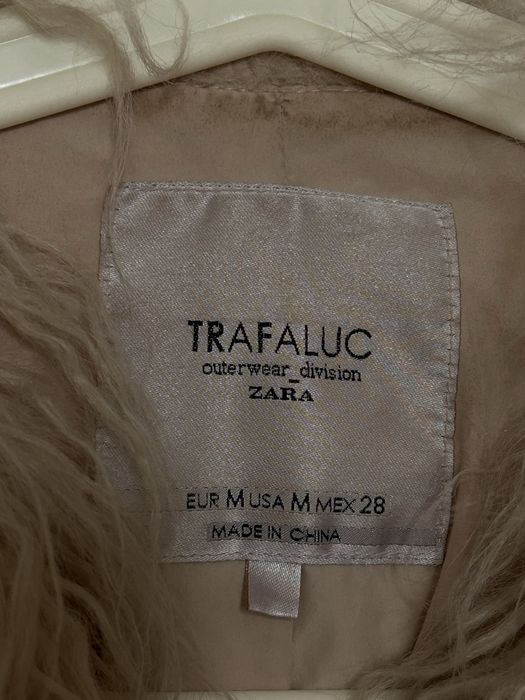 TRAFALUC
outerwear_division
ZARA
EUR M USA M MEX 28
MADE IN CHINA